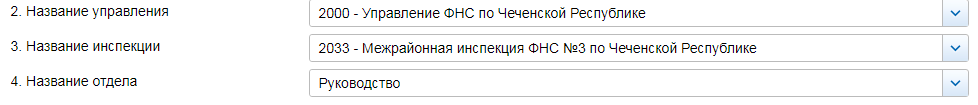 2. Название управления 2000 - Управление ФНС по Чеченской Республике
3. Название инспекции 2033 - Межрайонная инспекция ФНС №3 по Чеченской Республике
4. Название отдела Руководство